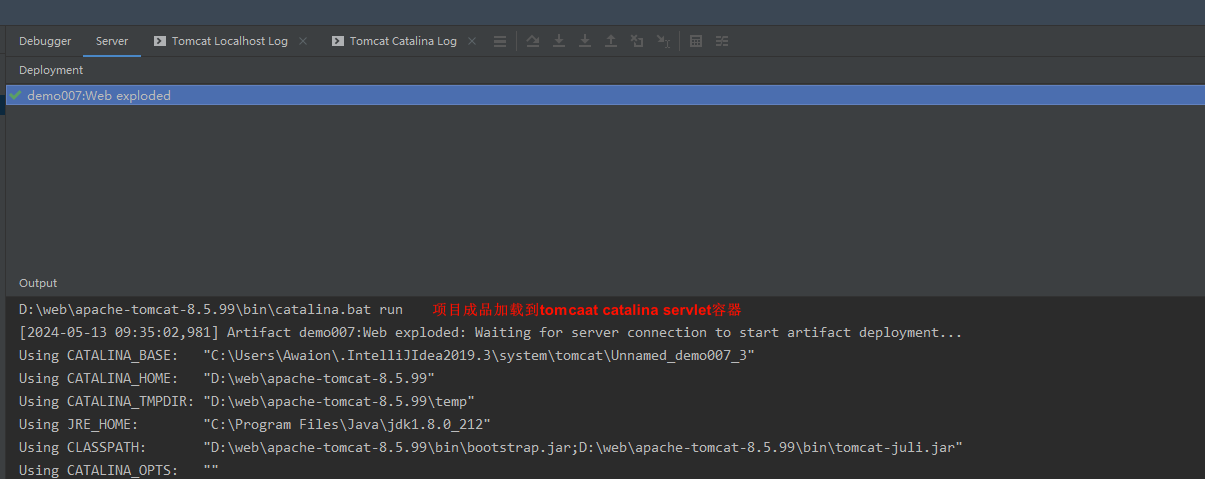 Debugger Server Tomcat Localhost Log Tomcat Catalina Log
Deployment
demo007:Web exploded
Output
D:\web\apache-tomcat-8.5.99\bin\catalina.bat run 项目成品加载到tomcaat catalina servlet容器
[2024-05-13 09:35:02,981] Artifact demo007:Web exploded: Waiting for server connection to start artifact deployment...
Using CATALINA_BASE: "C:\Users\Awaion\.IntelliJIdea2019.3\system\tomcat\Unnamed_demo007_3"
Using CATALINA_HOME: "D:\web\apache-tomcat-8.5.99"
Using CATALINA_TMPDIR: "D:\web\apache-tomcat-8.5.99\temp"
Using JRE_HOME: "C:\Program Files\Java\jdk1.8.0_212"
Using CLASSPATH: "D:\web\apache-tomcat-8.5.99\bin\bootstrap.jar;D:\web\apache-tomcat-8.5.99\bin\tomcat-juli.jar"
Using CATALINA_OPTS: ""